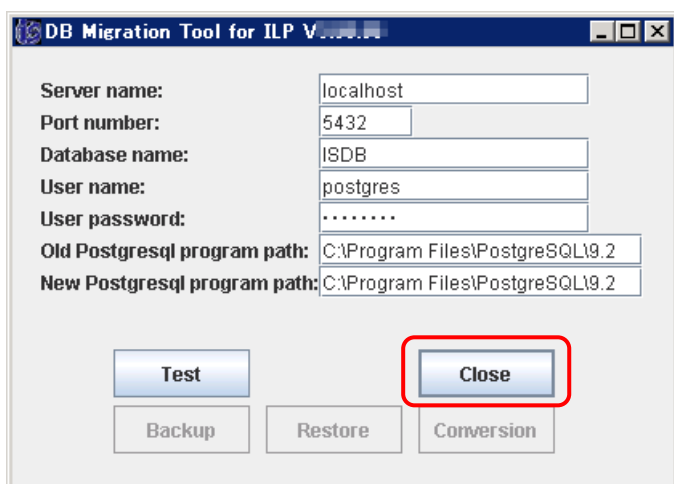 DB Migration Tool for ILP
Server name: localhost
Port number: 5432
Database name: ISDB
User name: postgres
User password: ········
Old Postgresql program path: C:\Program Files\PostgreSQL\9.2
New Postgresql program path: C:\Program Files\PostgreSQL\9.2
Test Close
Backup Restore Conversion